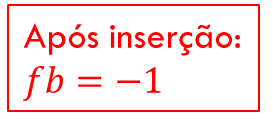 Após inserção:
fb = −1